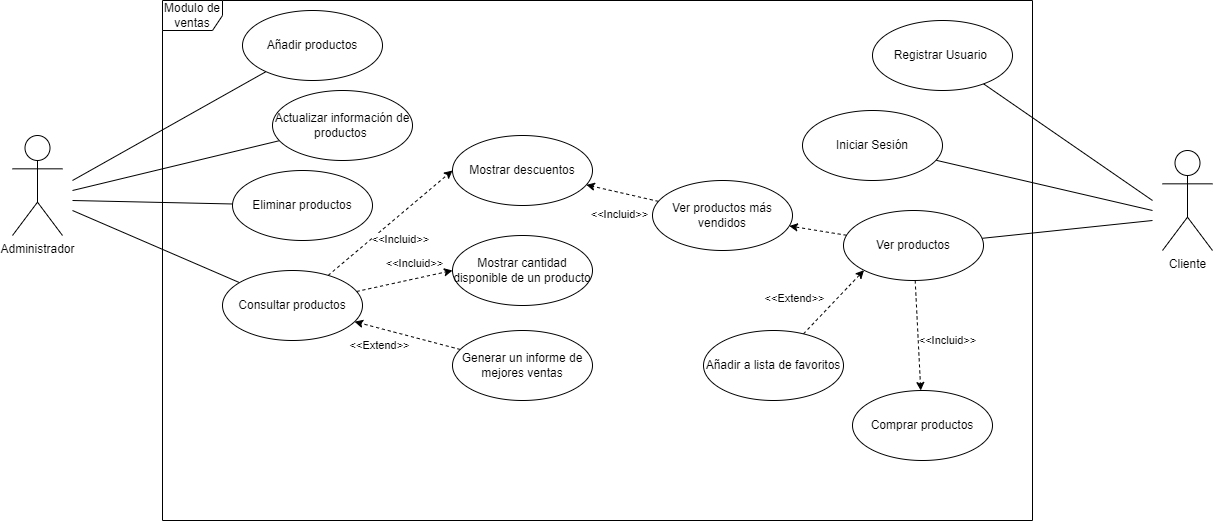 Modulo de
ventas
Añadir productos
Registrar Usuario
Actualizar información de
productos
Iniciar Sesión
Mostrar descuentos
Eliminar productos
Ver productos más
vendidos
<<Incluid>>
Administrador
<<Incluid>>
Ver productos
Cliente
<<Incluid>>
Mostrar cantidad
disponible de un producto
Consultar productos
<<Extend>>
<<Extend>>
<<Incluid>>
Generar un informe de
mejores ventas
Añadir a lista de favoritos
Comprar productos